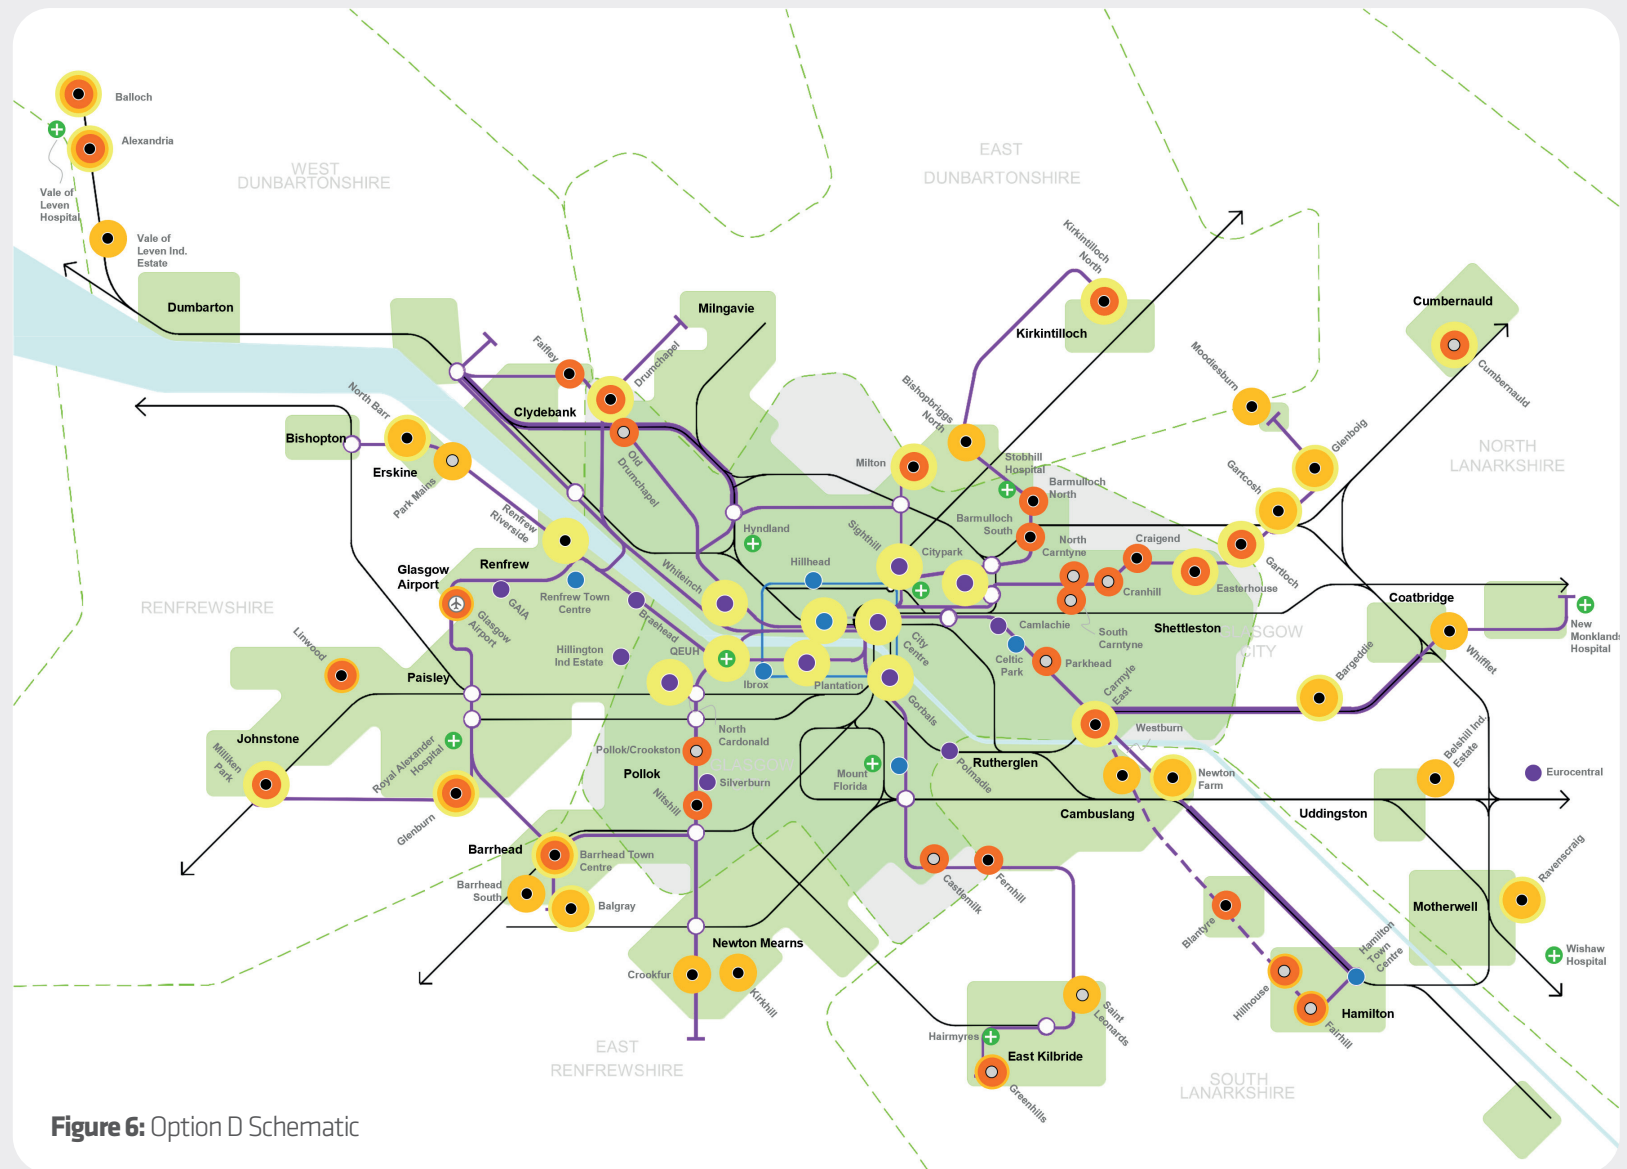 Balloch
Alexandria
Vale of
Leven
Hospital
Vale of
Leven Ind.
Estate
WEST
DUNBARTONSHIRE
EAST
DUNBARTONSHIRE
Dumbarton
Milngavie
Kirkintilloch
North
Kirkintilloch
Cumbernauld
Cumbernauld
Moodiesburn
Faifley
Drumchapel
Clydebank
Old
Drumchapel
North Barr
Bishopton
Erskine
Park Mains
Renfrew
Riverside
Milton
Bishopbriggs
North
Stobhill
Hospital
Barmulloch
North
Barmulloch
South
Glenboig
Gartcosh
NORTH
LANARKSHIRE
Hyndland
Sighthill
Citypark
North
Carntyne
Craigend
Cranhill
Easterhouse
Gartloch
Hillhead
Whiteinch
Renfrew
Glasgow
Airport
GAIA
Renfrew Town
Centre
Braehead
Glasgow
Airport
RENFREWSHIRE
Linwood
Hillington
Ind Estate
QEUH
Ibrox
Plantation
City
Centre
Gorbals
Camlachie
Celtic
Park
South
Carntyne
Parkhead
Shettleston
GLASGOW
CITY
Coatbridge
New
Monklands
Hospital
Whifflet
Bargeddie
Carmyle
East
Westburn
Paisley
Johnstone
Milliken
Park
Royal Alexander
Hospital
Glenburn
North
Cardonald
Pollok/Crookston
Pollok
Silverburn
Nitshill
Mount
Florida
Polmadie
Rutherglen
Newton
Farm
Cambuslang
Uddingston
Belshill Ind.
Estate
Eurocentral
Barrhead
Barrhead Town
Centre
Barrhead
South
Balgray
Castlemilk
Fernhill
Blantyre
Ravenscraig
Motherwell
Wishaw
Hospital
Newton Mearns
Crookfur
Kirkhill
Hamilton
Town
Centre
Hillhouse
Fairhill
Hamilton
Saint
Leonards
Hairmyres
East Kilbride
Greenhills
EAST
RENFREWSHIRE
SOUTH
LANARKSHIRE
Figure 6: Option D Schematic